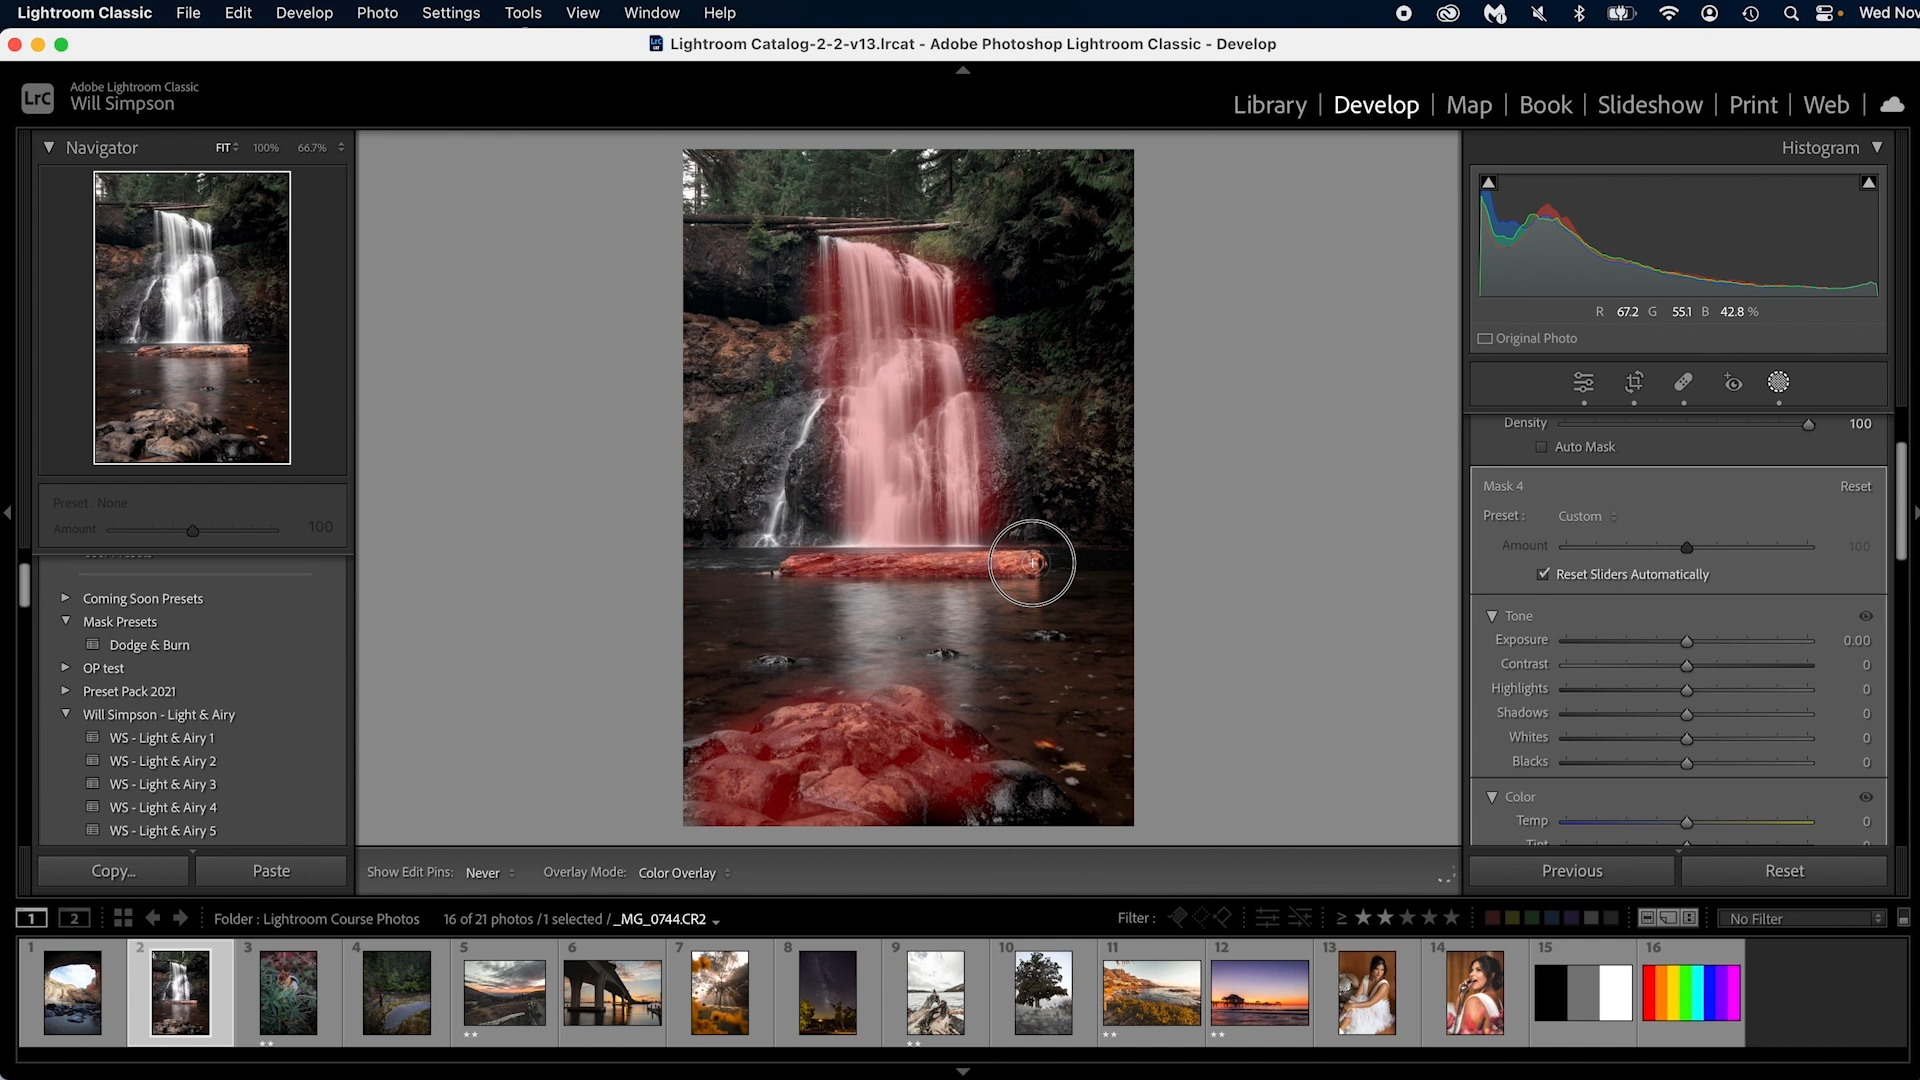 Lightroom Classic File Edit Develop Photo Settings Tools View Window Help Wed Nov
Lightroom Catalog-2-2-v13.lrcat - Adobe Photoshop Lightroom Classic - Develop
LrC Adobe Lightroom Classic
Will Simpson
Library | Develop | Map | Book | Slideshow | Print | Web
Navigator FIT 100% 66.7%
Histogram
R 67.2 G 55.1 B 42.8 %
Original Photo
Density 100
Auto Mask
Mask 4 Reset
Preset : Custom
Amount 100
Reset Sliders Automatically
Tone
Exposure 0.00
Contrast 0
Highlights 0
Shadows 0
Whites 0
Blacks 0
Color
Temp 0
Tint 0
Preset : None
Amount 100
Coming Soon Presets
Mask Presets
Dodge & Burn
OP test
Preset Pack 2021
Will Simpson - Light & Airy
WS - Light & Airy 1
WS - Light & Airy 2
WS - Light & Airy 3
WS - Light & Airy 4
WS - Light & Airy 5
Copy... Paste
Show Edit Pins: Never Overlay Mode: Color Overlay
Previous Reset
1 2 Folder : Lightroom Course Photos 16 of 21 photos /1 selected /_MG_0744.CR2 Filter : ≥ No Filter
1 2 3 4 5 6 7 8 9 10 11 12 13 14 15 16